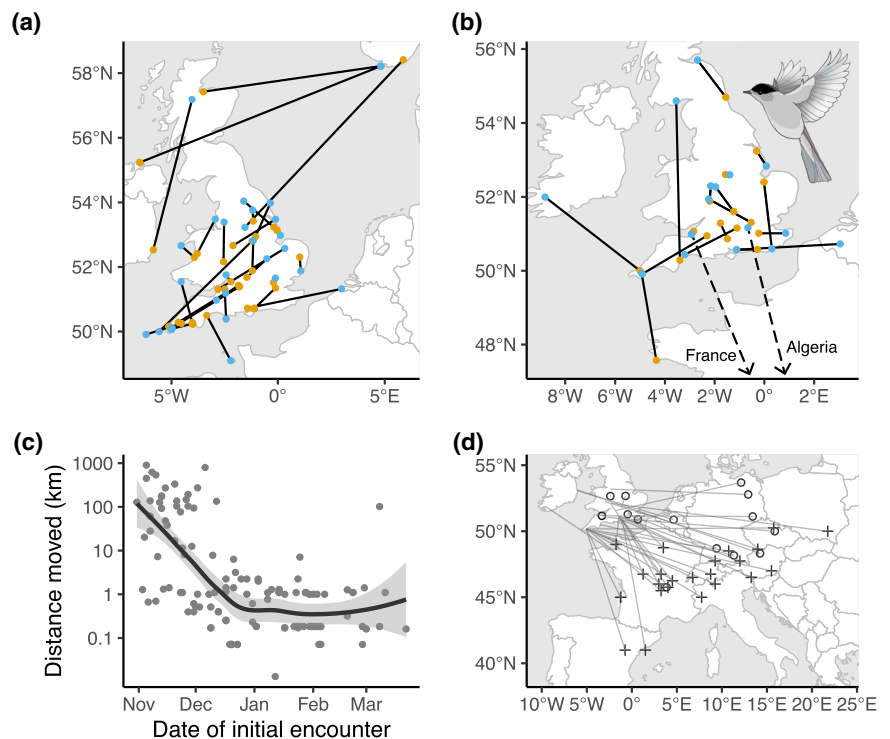 (a)
58°N
56°N
54°N
52°N
50°N
5°W 0° 5°E
(b)
56°N
54°N
52°N
50°N
48°N
France
Algeria
8°W 6°W 4°W 2°W 0° 2°E
(c)
Distance moved (km)
1000
100
10
1
0.1
Nov Dec Jan Feb Mar
Date of initial encounter
(d)
55°N
50°N
45°N
40°N
10°W 5°W 0° 5°E 10°E 15°E 20°E 25°E